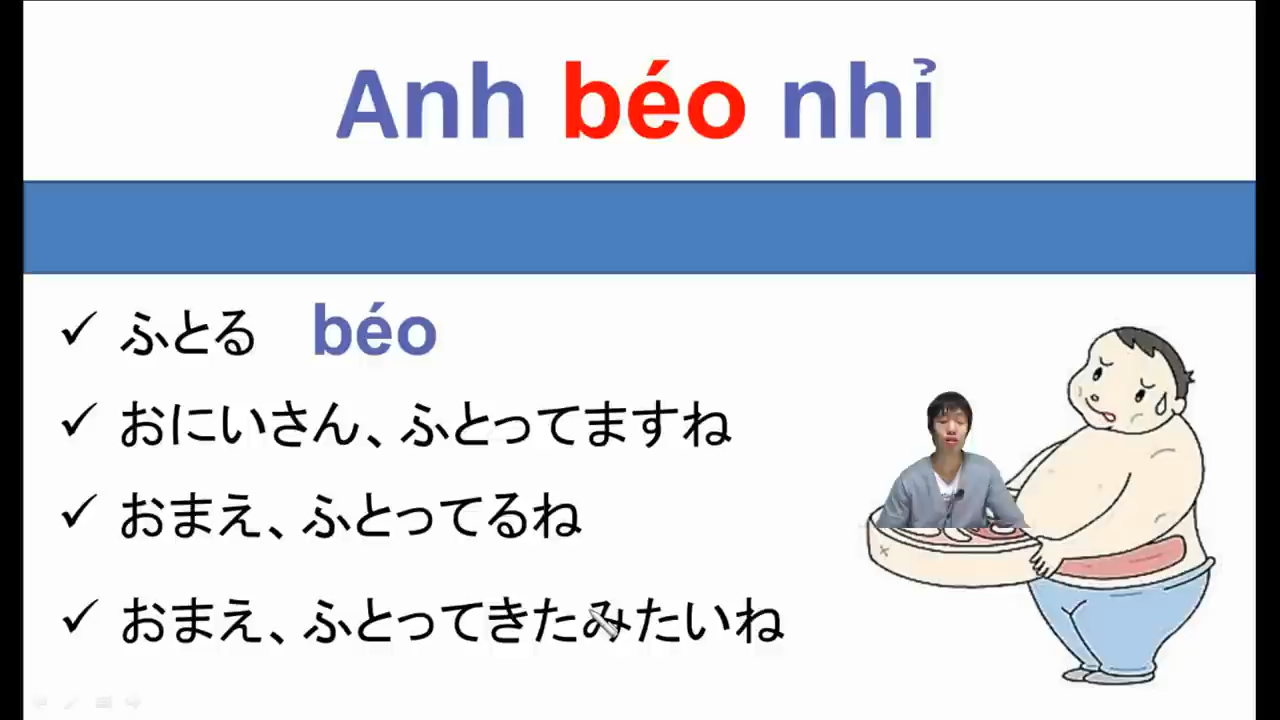 Anh béo nhỉ
ふとる béo
おにいさん、ふとってますね
おまえ、ふとってるね
おまえ、ふとってきたみたいね